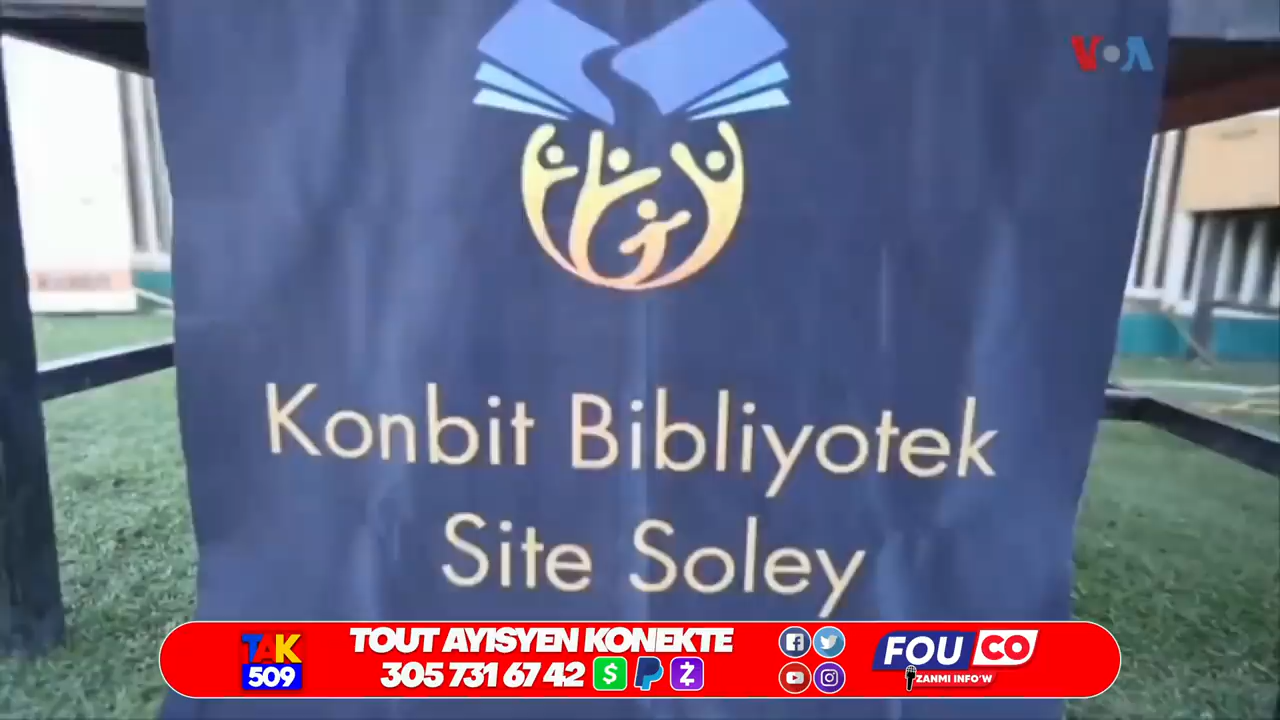 VOA
Konbit Bibliyotek
Site Soley
TAK
509
TOUT AYISYEN KONEKTE
305 731 67 42
FOU CO
ZANMI INFO'W